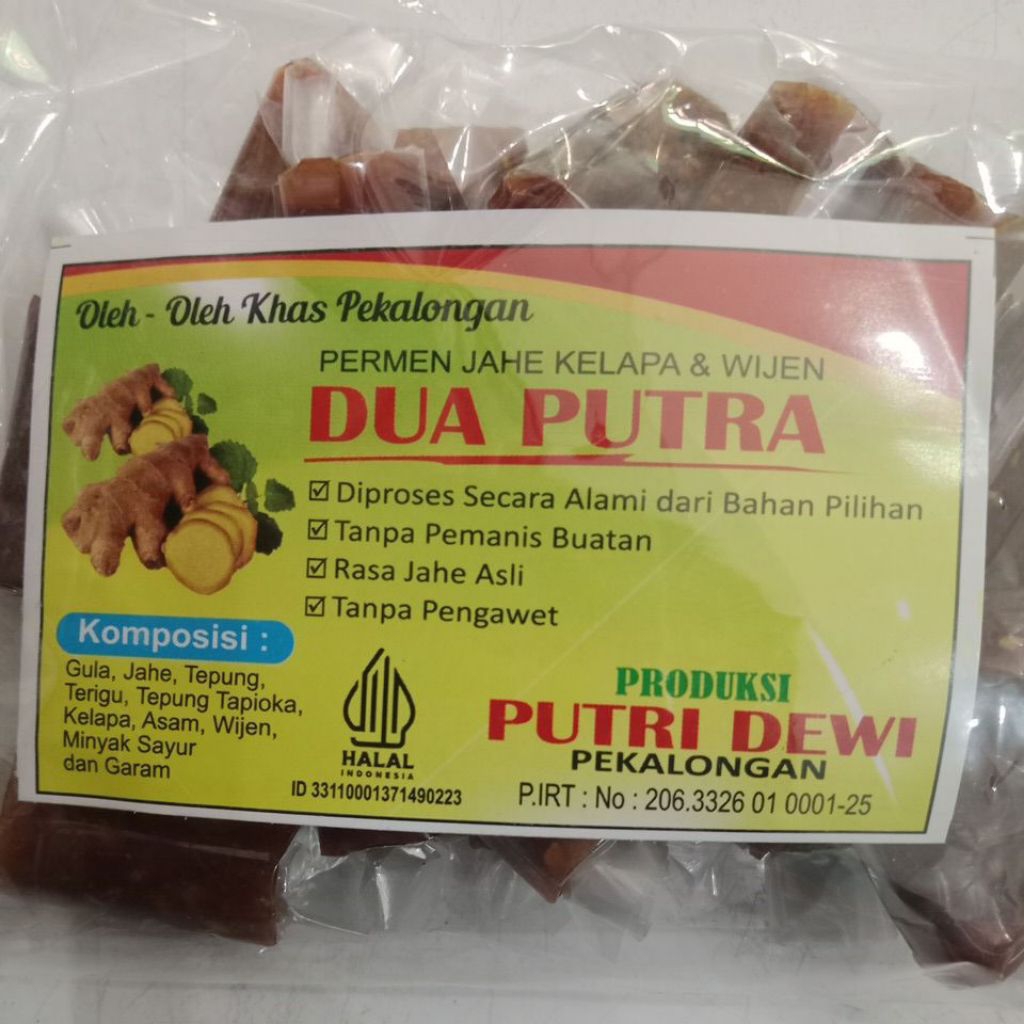 Oleh - Oleh Khas Pekalongan
PERMEN JAHE KELAPA & WIJEN
DUA PUTRA
☑ Diproses Secara Alami dari Bahan Pilihan
☑ Tanpa Pemanis Buatan
☑ Rasa Jahe Asli
☑ Tanpa Pengawet
Komposisi :
Gula, Jahe, Tepung,
Terigu, Tepung Tapioka,
Kelapa, Asam, Wijen,
Minyak Sayur
dan Garam
HALAL
INDONESIA
ID 33110001371490223
PRODUKSI
PUTRI DEWI
PEKALONGAN
P.IRT : No : 206.3326 01 0001-25